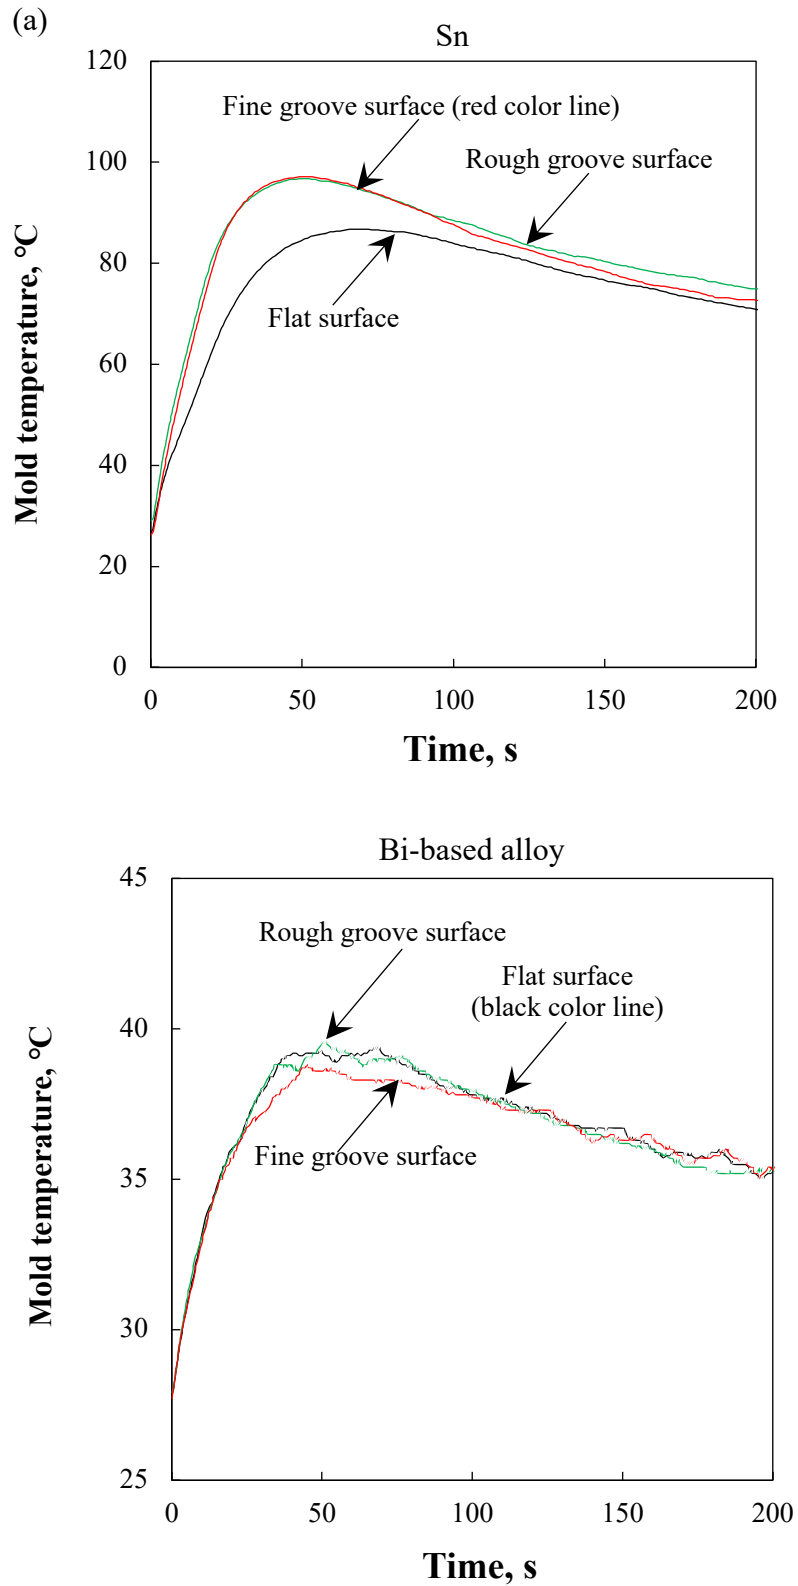 (a)
Sn
120
100
80
60
40
20
0
Fine groove surface (red color line)
Rough groove surface
Flat surface
Mold temperature, °C
0 50 100 150 200
Time, s
Bi-based alloy
45
40
35
30
25
Rough groove surface
Flat surface
(black color line)
Fine groove surface
Mold temperature, °C
0 50 100 150 200
Time, s